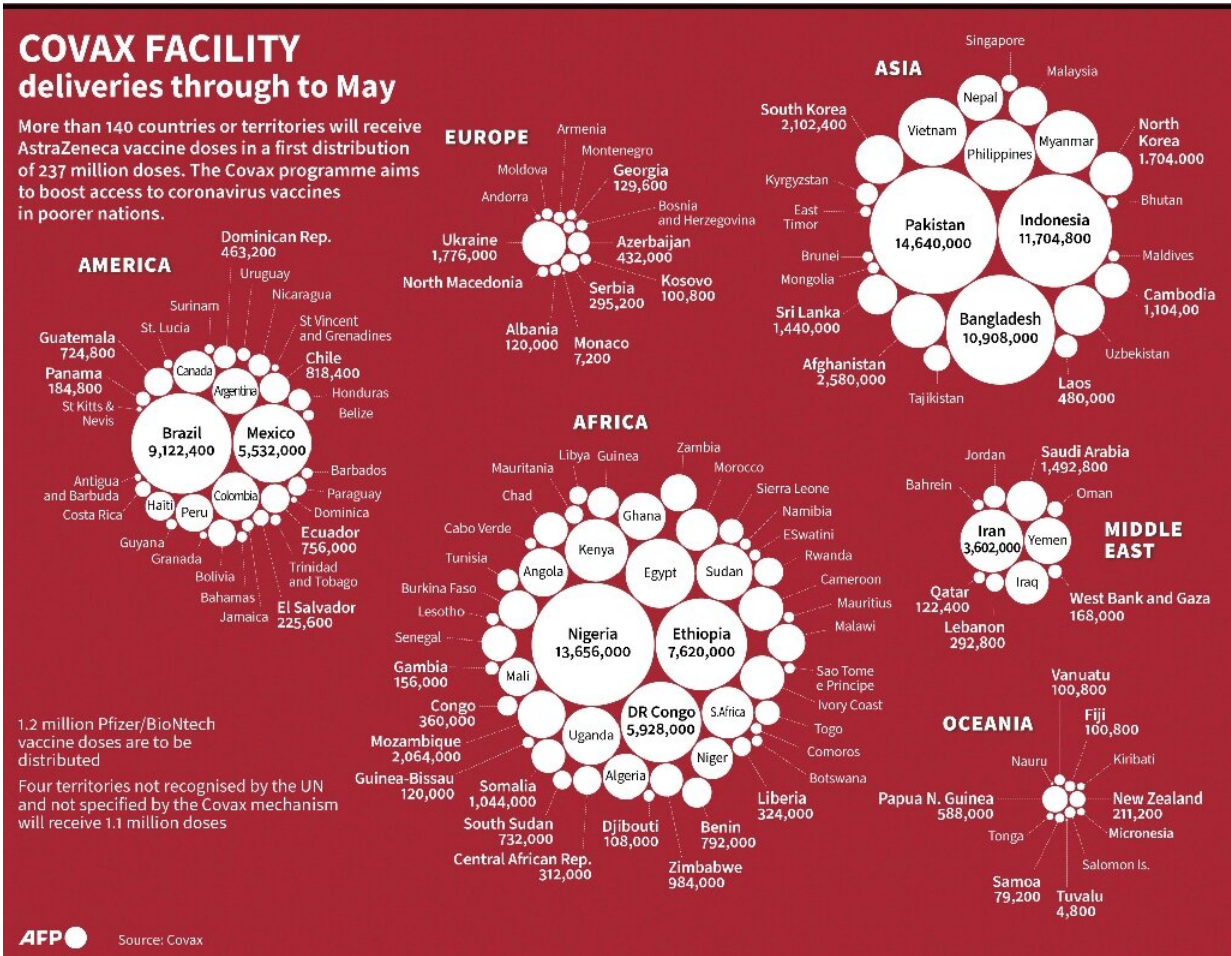 COVAX FACILITY
deliveries through to May
More than 140 countries or territories will receive
AstraZeneca vaccine doses in a first distribution
of 237 million doses. The Covax programme aims
to boost access to coronavirus vaccines
in poorer nations.
AMERICA
Dominican Rep.
463,200
Uruguay
Nicaragua
Surinam
St. Lucia
St Vincent
and Grenadines
Guatemala
724,800
Chile
818,400
Panama
184,800
Canada
Argentina
Honduras
St Kitts &
Nevis
Belize
Brazil
9,122,400
Mexico
5,532,000
Antigua
and Barbuda
Barbados
Costa Rica
Haïti
Peru
Colombia
Paraguay
Dominica
Guyana
Ecuador
756,000
Granada
Trinidad
and Tobago
Bolivia
Bahamas
Jamaica
El Salvador
225,600
EUROPE
Armenia
Montenegro
Moldova
Georgia
129,600
Andorra
Bosnia
and Herzegovina
Ukraine
1,776,000
Azerbaijan
432,000
North Macedonia
Kosovo
100,800
Serbia
295,200
Albania
120,000
Monaco
7,200
ASIA
Singapore
Malaysia
Nepal
South Korea
2,102,400
Vietnam
Philippines
Myanmar
North
Korea
1.704.000
Kyrgyzstan
East
Timor
Bhutan
Pakistan
14,640,000
Indonesia
11,704,800
Brunei
Mongolia
Maldives
Sri Lanka
1,440,000
Cambodia
1,104,00
Bangladesh
10,908,000
Uzbekistan
Afghanistan
2,580,000
Tajikistan
Laos
480,000
AFRICA
Libya
Guinea
Zambia
Mauritania
Morocco
Chad
Sierra Leone
Ghana
Namibia
Cabo Verde
Kenya
ESwatini
Tunisia
Angola
Egypt
Sudan
Rwanda
Burkina Faso
Cameroon
Lesotho
Mauritius
Senegal
Nigeria
13,656,000
Ethiopia
7,620,000
Malawi
Gambia
156,000
Mali
Sao Tome
e Principe
Congo
360,000
DR Congo
5,928,000
S.Africa
Ivory Coast
Togo
Mozambique
2,064,000
Uganda
Comoros
Guinea-Bissau
120,000
Algeria
Niger
Botswana
Somalia
1,044,000
Liberia
324,000
South Sudan
732,000
Djibouti
108,000
Benin
792,000
Central African Rep.
312,000
Zimbabwe
984,000
MIDDLE
EAST
Jordan
Saudi Arabia
1,492,800
Bahrein
Oman
Iran
3,602,000
Yemen
Iraq
Qatar
122,400
West Bank and Gaza
168,000
Lebanon
292,800
OCEANIA
Vanuatu
100,800
Fiji
100,800
Nauru
Kiribati
Papua N. Guinea
588,000
New Zealand
211,200
Tonga
Micronesia
Salomon Is.
Samoa
79,200
Tuvalu
4,800
1.2 million Pfizer/BioNtech
vaccine doses are to be
distributed
Four territories not recognised by the UN
and not specified by the Covax mechanism
will receive 1.1 million doses
AFP
Source: Covax